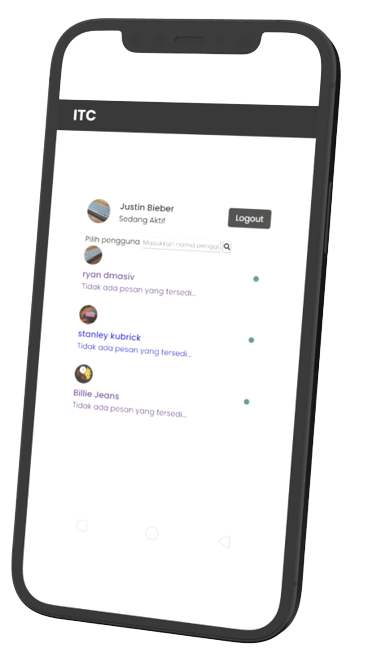 ITC
Justin Bieber
Sedang Aktif
Logout
Pilih pengguna Masukkan nama penggu
ryan dmasiv
Tidak ada pesan yang tersedi...
stanley kubrick
Tidak ada pesan yang tersedi...
Billie Jeans
Tidak ada pesan yang tersedi...